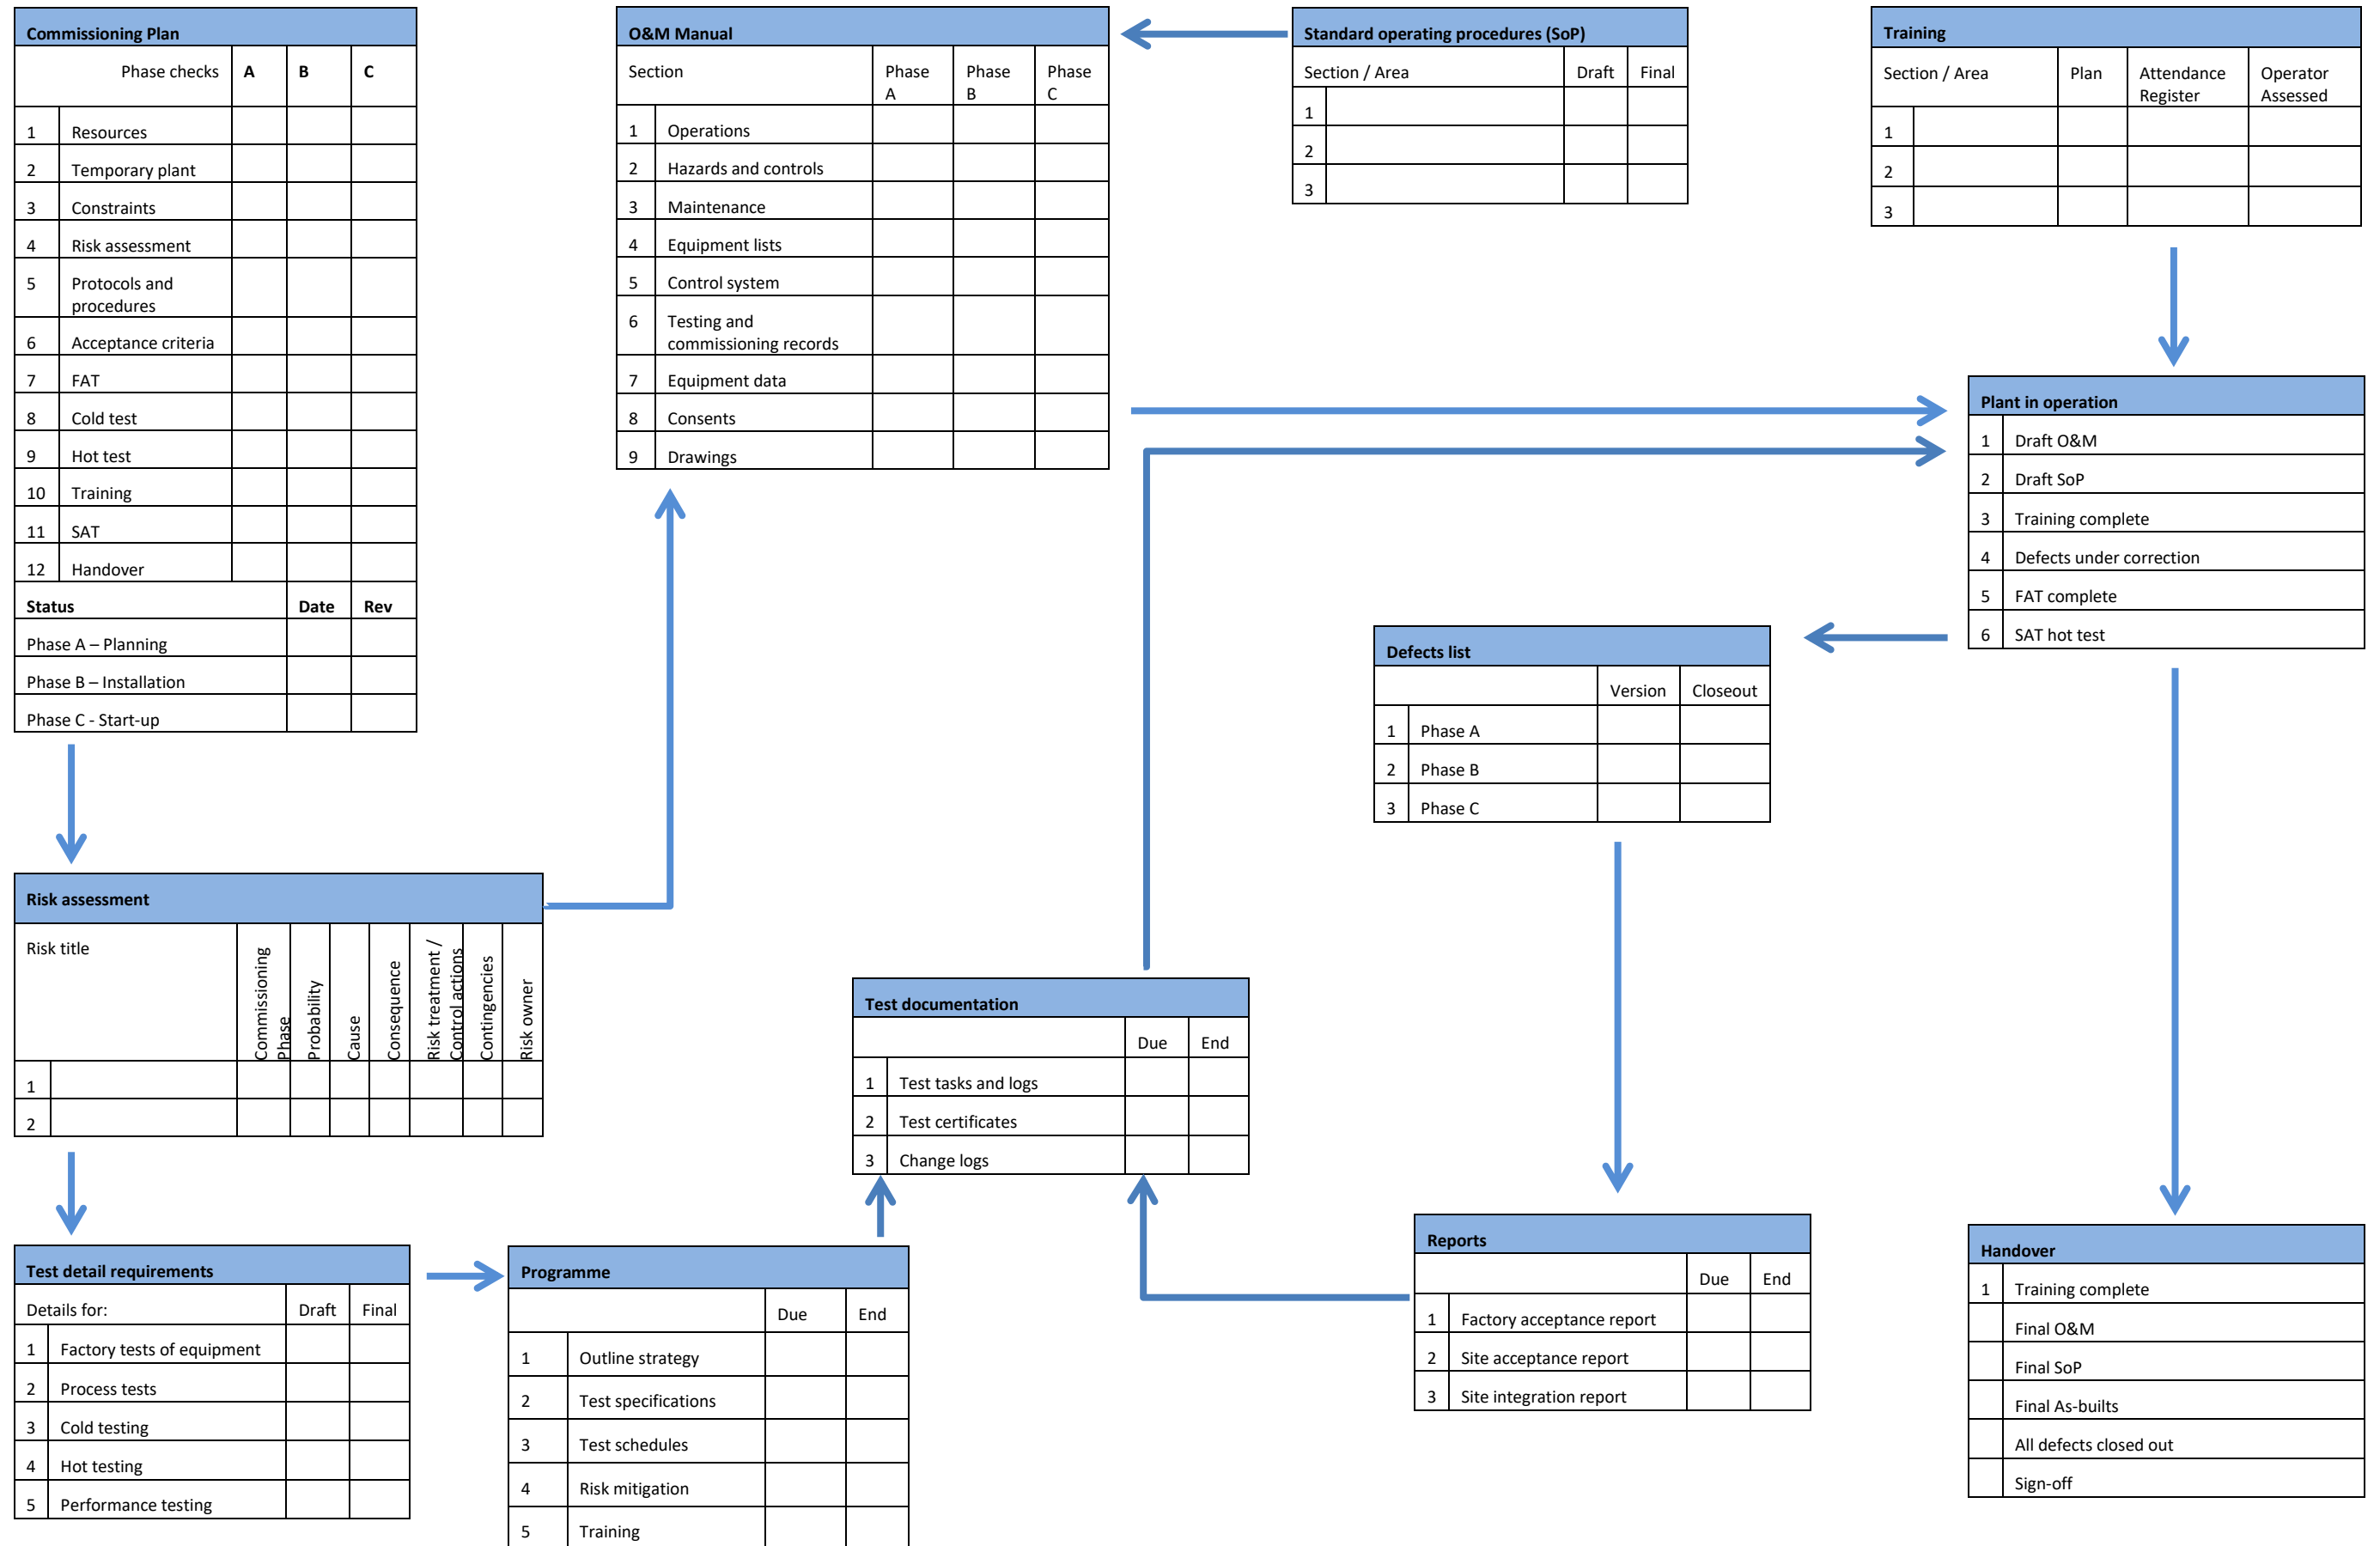 Commissioning Plan
Phase checks A B C
1 Resources
2 Temporary plant
3 Constraints
4 Risk assessment
5 Protocols and
procedures
6 Acceptance criteria
7 FAT
8 Cold test
9 Hot test
10 Training
11 SAT
12 Handover
Status Date Rev
Phase A – Planning
Phase B – Installation
Phase C - Start-up
O&M Manual
Section Phase A Phase B Phase C
1 Operations
2 Hazards and controls
3 Maintenance
4 Equipment lists
5 Control system
6 Testing and
commissioning records
7 Equipment data
8 Consents
9 Drawings
Standard operating procedures (SoP)
Section / Area Draft Final
1
2
3
Training
Section / Area Plan Attendance Register Operator Assessed
1
2
3
Plant in operation
1 Draft O&M
2 Draft SoP
3 Training complete
4 Defects under correction
5 FAT complete
6 SAT hot test
Defects list
Version Closeout
1 Phase A
2 Phase B
3 Phase C
Risk assessment
Risk title
Commissioning
Phase
Probability
Cause
Consequence
Risk treatment /
Control actions
Contingencies
Risk owner
1
2
Test documentation
Due End
1 Test tasks and logs
2 Test certificates
3 Change logs
Test detail requirements
Details for: Draft Final
1 Factory tests of equipment
2 Process tests
3 Cold testing
4 Hot testing
5 Performance testing
Programme
Due End
1 Outline strategy
2 Test specifications
3 Test schedules
4 Risk mitigation
5 Training
Reports
Due End
1 Factory acceptance report
2 Site acceptance report
3 Site integration report
Handover
1 Training complete
Final O&M
Final SoP
Final As-builts
All defects closed out
Sign-off